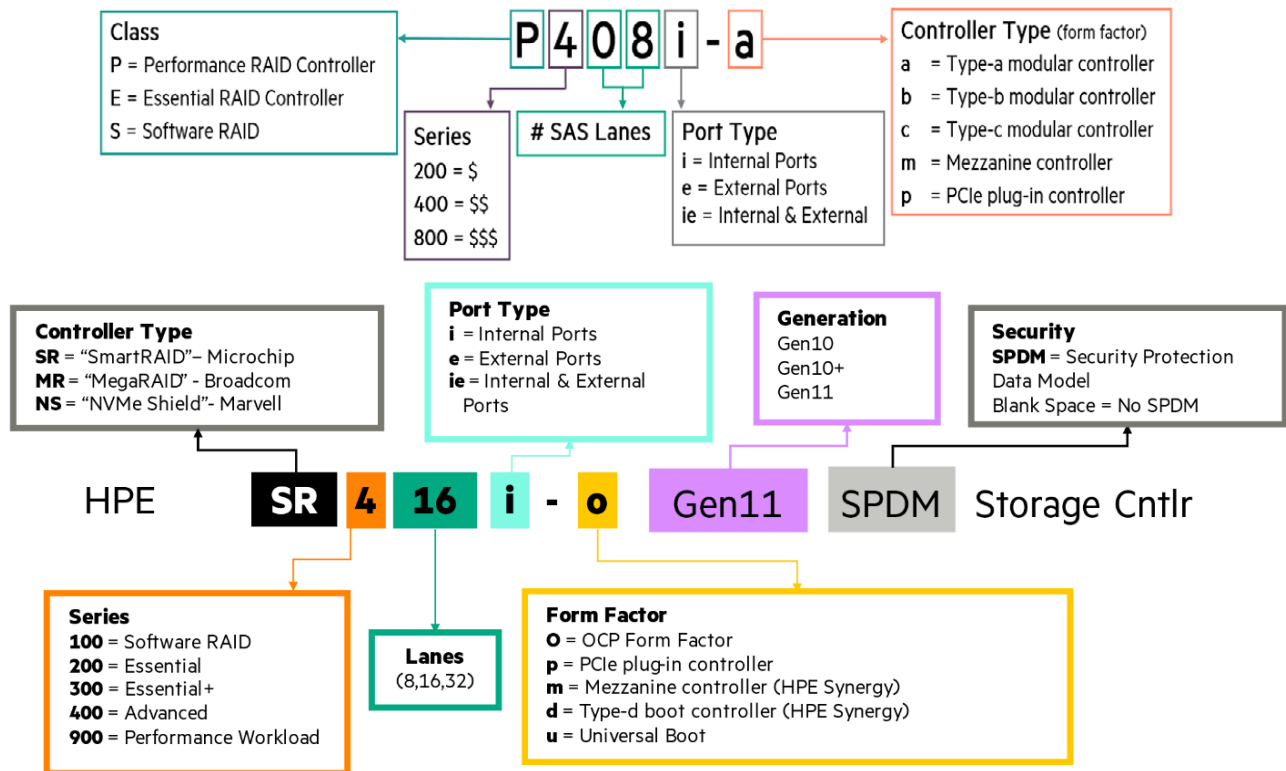 Class
P = Performance RAID Controller
E = Essential RAID Controller
S = Software RAID
P408i-a
Series
200 = $
400 = $$
800 = $$$
# SAS Lanes
Port Type
i = Internal Ports
e = External Ports
ie = Internal & External
Controller Type (form factor)
a = Type-a modular controller
b = Type-b modular controller
c = Type-c modular controller
m = Mezzanine controller
p = PCIe plug-in controller
Controller Type
SR = “SmartRAID”– Microchip
MR = “MegaRAID” - Broadcom
NS = “NVMe Shield”- Marvell
Port Type
i = Internal Ports
e = External Ports
ie = Internal & External
Ports
Generation
Gen10
Gen10+
Gen11
Security
SPDM = Security Protection
Data Model
Blank Space = No SPDM
HPE SR 4 16 i - o Gen11 SPDM Storage Cntlr
Series
100 = Software RAID
200 = Essential
300 = Essential+
400 = Advanced
900 = Performance Workload
Lanes
(8,16,32)
Form Factor
O = OCP Form Factor
p = PCIe plug-in controller
m = Mezzanine controller (HPE Synergy)
d = Type-d boot controller (HPE Synergy)
u = Universal Boot